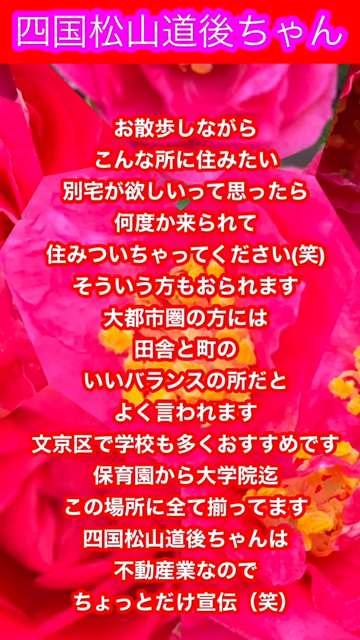 四国松山道後ちゃん
お散歩しながら
こんな所に住みたい
別宅が欲しいって思ったら
何度か来られて
住みついちゃってください(笑)
そういう方もおられます
大都市圏の方には
田舎と町の
いいバランスの所だと
よく言われます
文京区で学校も多くおすすめです
保育園から大学院迄
この場所に全て揃ってます
四国松山道後ちゃんは
不動産業なので
ちょっとだけ宣伝（笑）